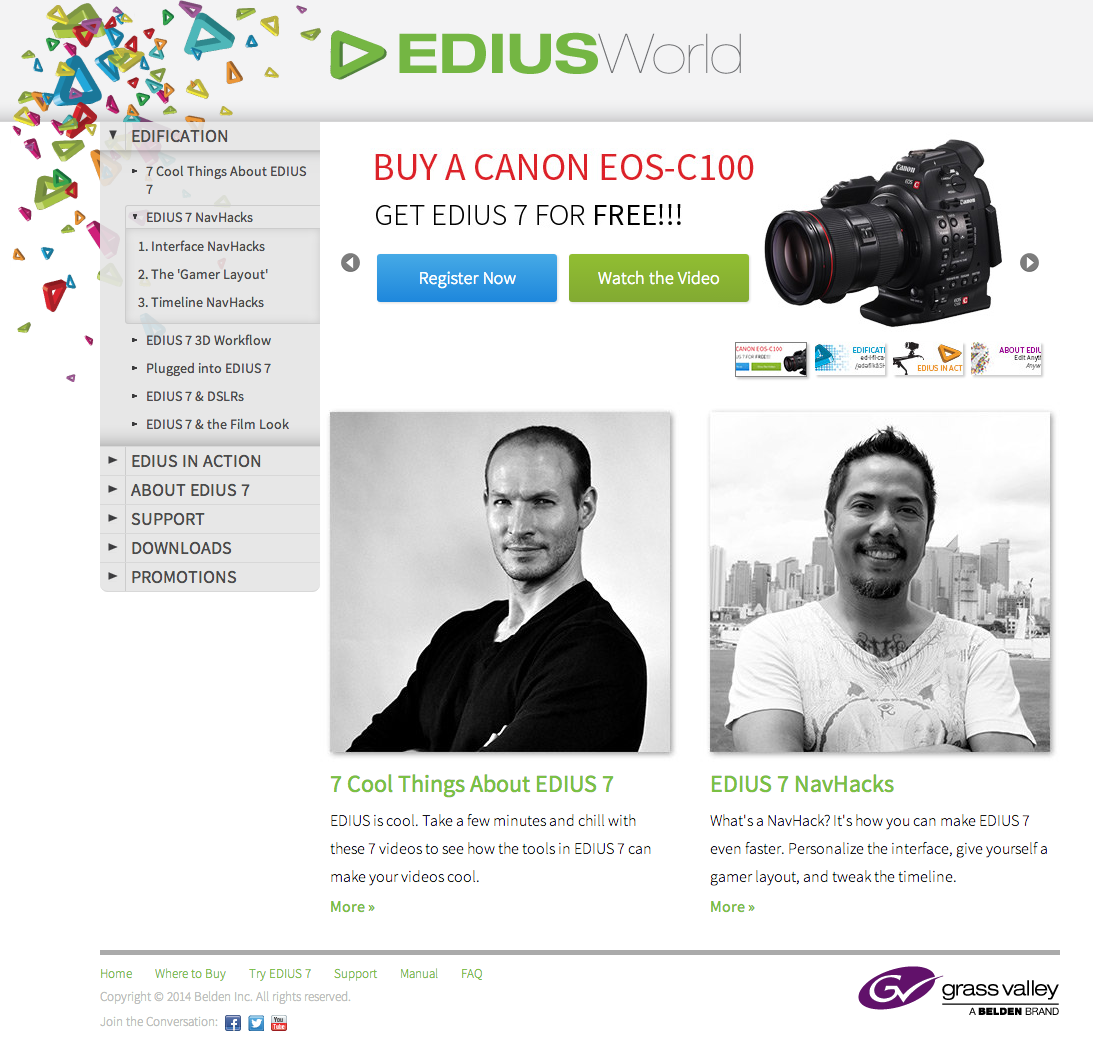 EDIUSWorld
EDIFICATION
7 Cool Things About EDIUS
7
EDIUS 7 NavHacks
1. Interface NavHacks
2. The 'Gamer Layout'
3. Timeline NavHacks
EDIUS 7 3D Workflow
Plugged into EDIUS 7
EDIUS 7 & DSLRs
EDIUS 7 & the Film Look
EDIUS IN ACTION
ABOUT EDIUS 7
SUPPORT
DOWNLOADS
PROMOTIONS
BUY A CANON EOS-C100
GET EDIUS 7 FOR FREE!!!
Register Now
Watch the Video
Canon
EOS C
Canon
EOS C100
CANON EOS-C100
US 7 FOR FREE!!!
EDIFICATI
ed·i·fica
EDIUS IN ACT
ABOUT EDIU
Edit Anyt
Anyw
7 Cool Things About EDIUS 7
EDIUS is cool. Take a few minutes and chill with
these 7 videos to see how the tools in EDIUS 7 can
make your videos cool.
More »
EDIUS 7 NavHacks
What's a NavHack? It's how you can make EDIUS 7
even faster. Personalize the interface, give yourself a
gamer layout, and tweak the timeline.
More »
Home Where to Buy Try EDIUS 7 Support Manual FAQ
Copyright © 2014 Belden Inc. All rights reserved.
Join the Conversation: You Tube
GV grass valley
A BELDEN BRAND